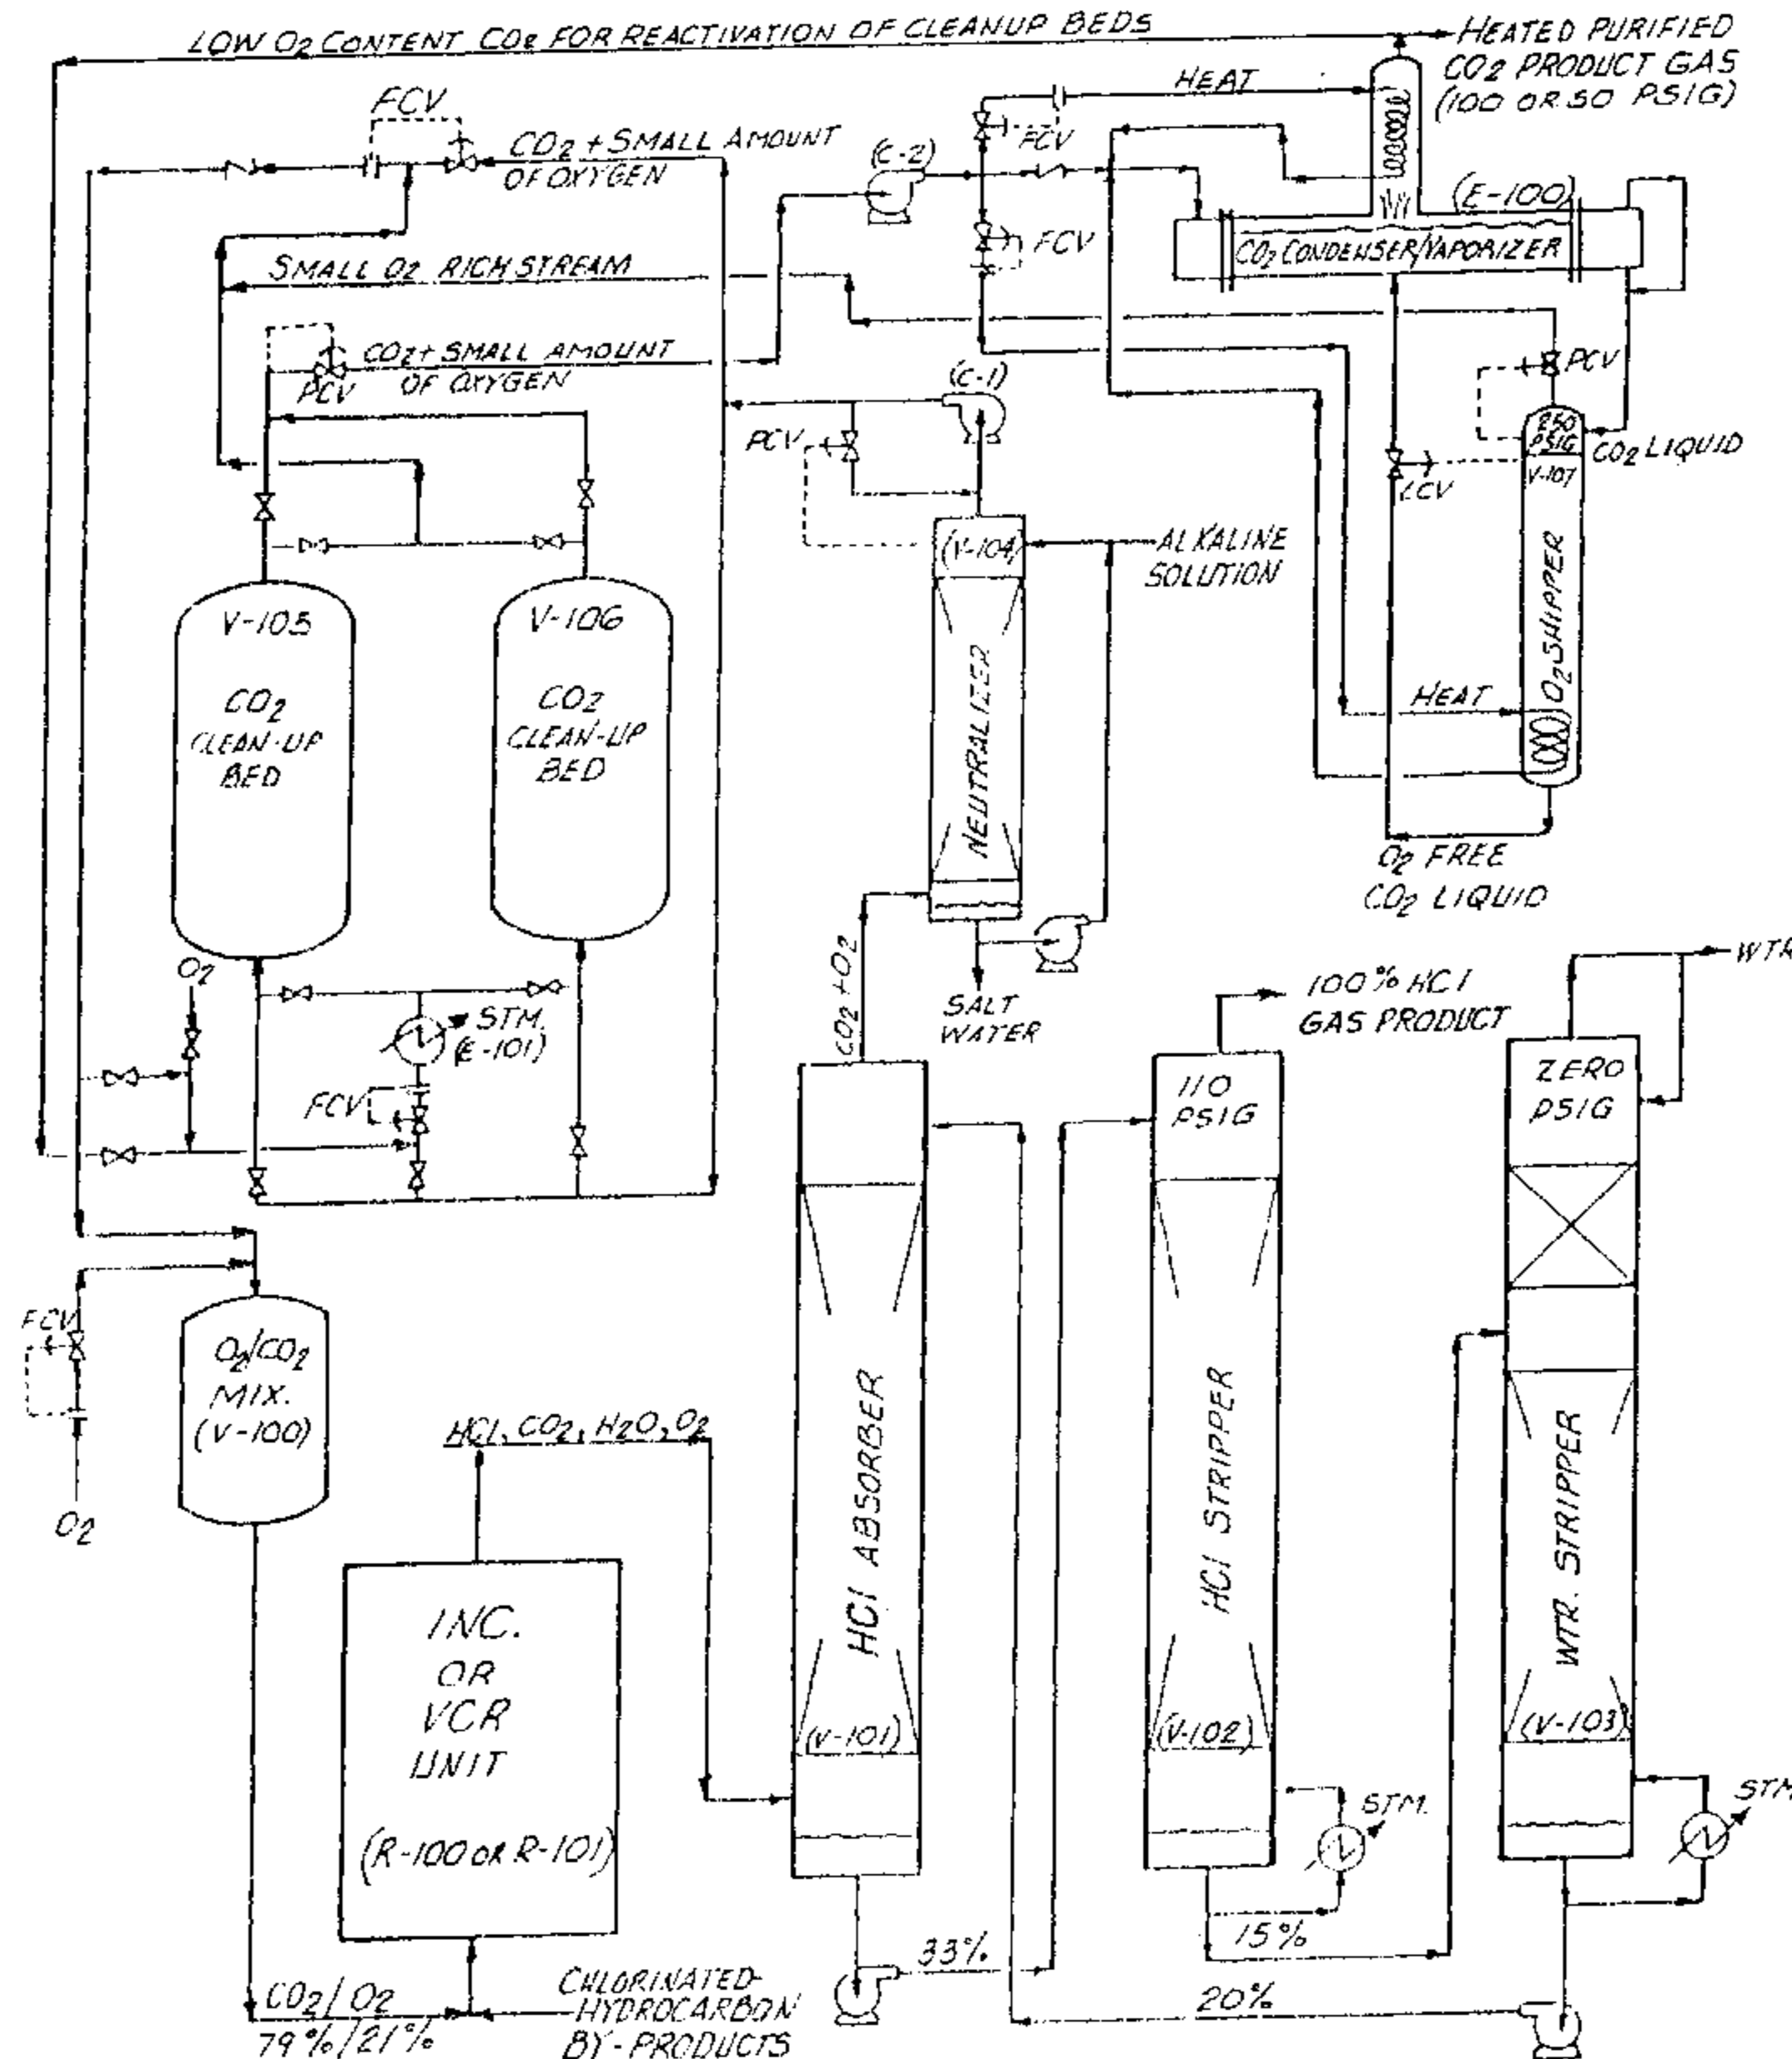 LOW O2 CONTENT CO2 FOR REACTIVATION OF CLEANUP BEDS
HEATED PURIFIED
CO2 PRODUCT GAS
(100 OR 50 PSIG)
HEAT
FCV
FCV
CO2 + SMALL AMOUNT
OF OXYGEN
(C-2)
(E-100)
FCV
CO2 CONDENSER/VAPORIZER
SMALL O2 RICH STREAM
CO2 + SMALL AMOUNT
OF OXYGEN
PCV
(C-1)
PCV
PCV
250
PSIG
CO2 LIQUID
V-107
LCV
O2 SHIPPER
HEAT
O2 FREE
CO2 LIQUID
(V-104)
ALKALINE
SOLUTION
NEUTRALIZER
V-105
CO2
CLEAN-UP
BED
V-106
CO2
CLEAN-UP
BED
O2
STM.
(E-101)
FCV
CO2 + O2
SALT
WATER
100% HCl
GAS PRODUCT
WTR
110
PSIG
ZERO
PSIG
FCV
O2
O2/CO2
MIX.
(V-100)
HCl, CO2, H2O, O2
HCl ABSORBER
(V-101)
HCl STRIPPER
(V-102)
WTR. STRIPPER
(V-103)
STM.
STM.
INC.
OR
VCR
UNIT
(R-100 OR R-101)
33%
15%
20%
CO2/O2
79%/21%
CHLORINATED-
HYDROCARBON
BY-PRODUCTS